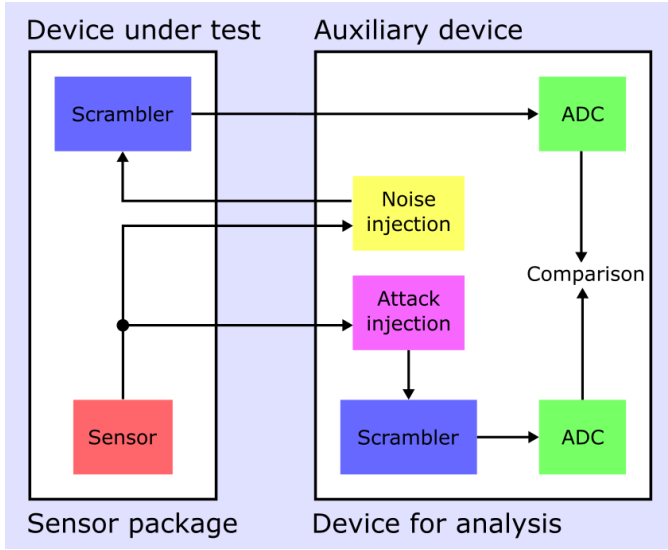 Device under test
Auxiliary device
Scrambler
ADC
Noise
injection
Comparison
Attack
injection
Sensor
Scrambler
ADC
Sensor package
Device for analysis